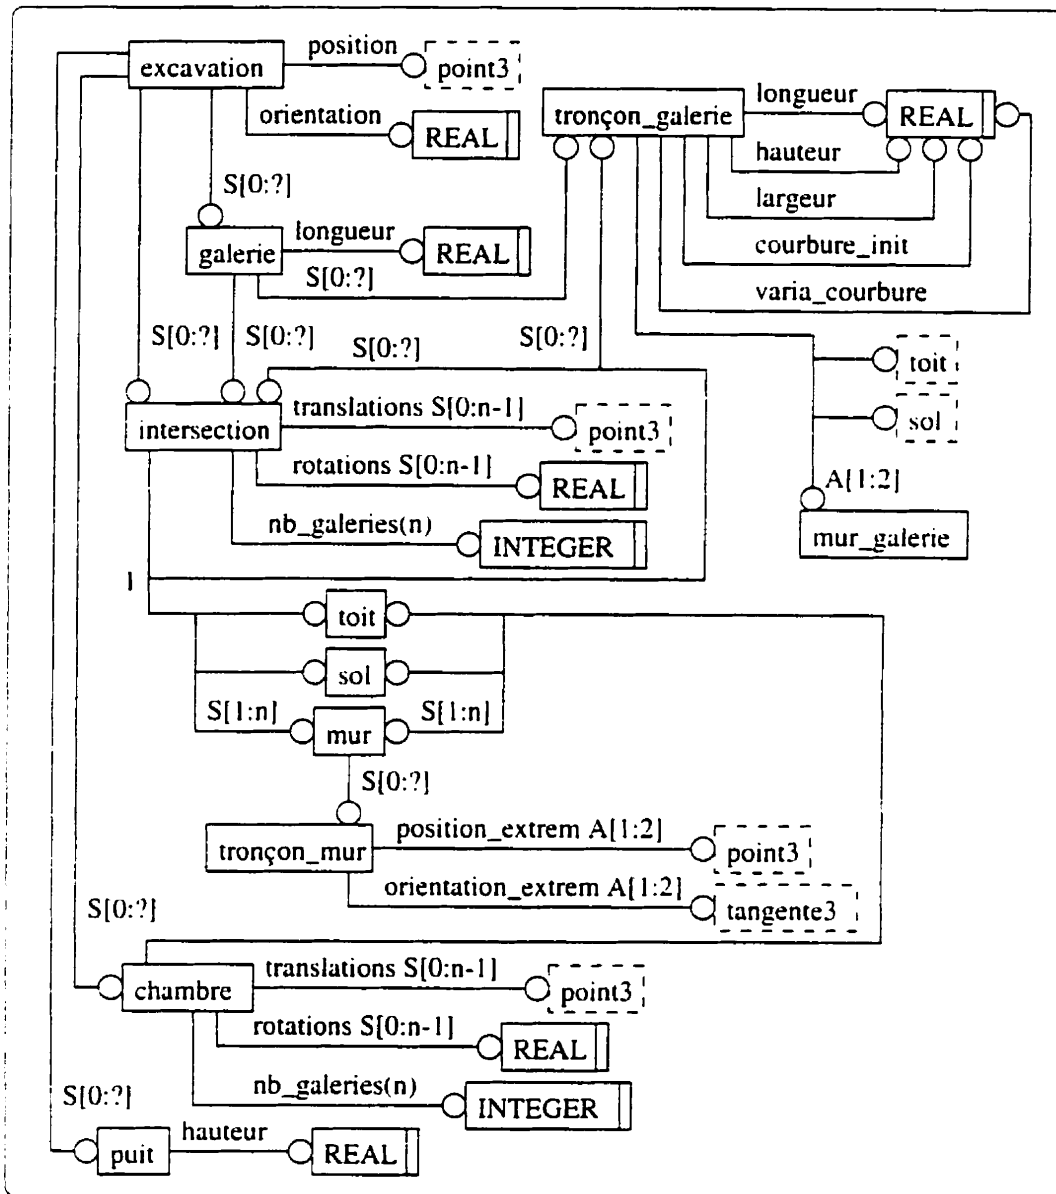 position
excavation
point3
orientation
REAL
longueur
tronçon_galerie
REAL
hauteur
largeur
courbure_init
varia_courbure
S[0:?]
longueur
galerie
REAL
S[0:?]
S[0:?]
S[0:?]
S[0:?]
S[0:?]
toit
sol
translations S[0:n-1]
intersection
point3
rotations S[0:n-1]
REAL
A[1:2]
mur_galerie
nb_galeries(n)
INTEGER
1
toit
sol
S[1:n]
S[1:n]
mur
S[0:?]
position_extrem A[1:2]
tronçon_mur
point3
orientation_extrem A[1:2]
tangente3
S[0:?]
translations S[0:n-1]
chambre
point3
rotations S[0:n-1]
REAL
nb_galeries(n)
INTEGER
S[0:?]
hauteur
puit
REAL